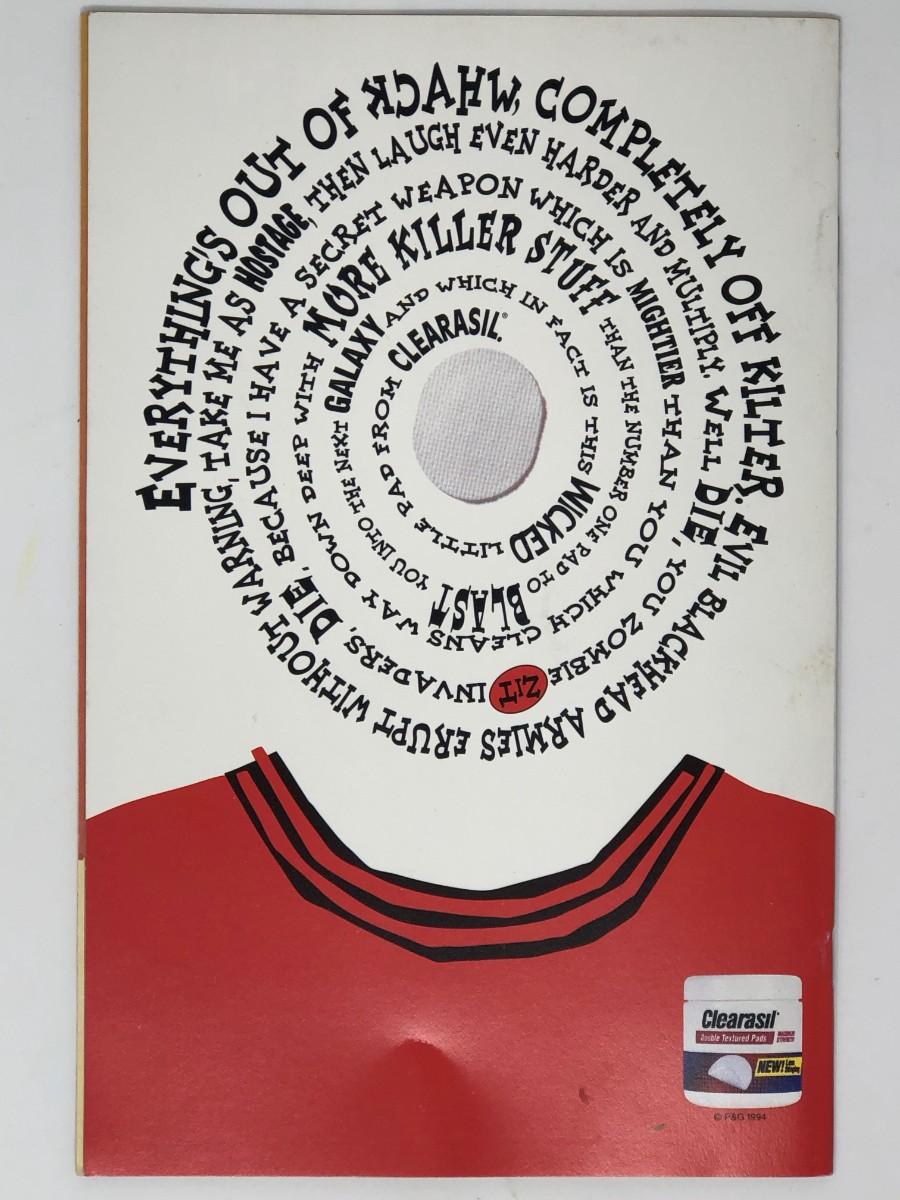 EVERYTHING'S OUT OF WHACK, COMPLETELY OFF KILTER. EVIL BLACKHEAD ARMIES ERUPT WITHOUT WARNING, TAKE ME AS HOSTAGE, THEN LAUGH EVEN HARDER AND MULTIPLY. WELL DIE, YOU ZOMBIE ZIT INVADERS, DIE, BECAUSE I HAVE A SECRET WEAPON WHICH IS MIGHTIER THAN YOU WHICH CLEANS WAY DOWN DEEP WITH MORE KILLER STUFF THAN THE NUMBER ONE PAD TO BLAST YOU INTO THE NEXT GALAXY AND WHICH IN FACT IS THIS WICKED LITTLE PAD FROM CLEARASIL.®
Clearasil®
Double Textured Pads
MAXIMUM STRENGTH
NEW! Less Stinging
© P&G 1994